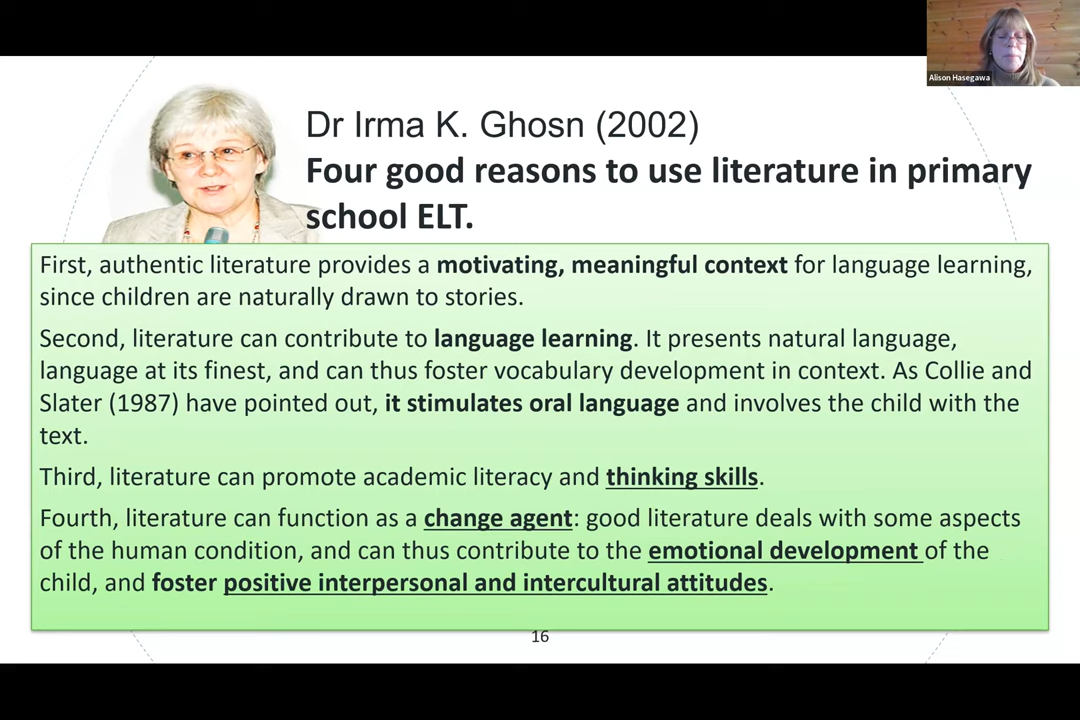 Alison Hasegawa
Dr Irma K. Ghosn (2002)
Four good reasons to use literature in primary
school ELT.
First, authentic literature provides a motivating, meaningful context for language learning,
since children are naturally drawn to stories.
Second, literature can contribute to language learning. It presents natural language,
language at its finest, and can thus foster vocabulary development in context. As Collie and
Slater (1987) have pointed out, it stimulates oral language and involves the child with the
text.
Third, literature can promote academic literacy and thinking skills.
Fourth, literature can function as a change agent: good literature deals with some aspects
of the human condition, and can thus contribute to the emotional development of the
child, and foster positive interpersonal and intercultural attitudes.
16